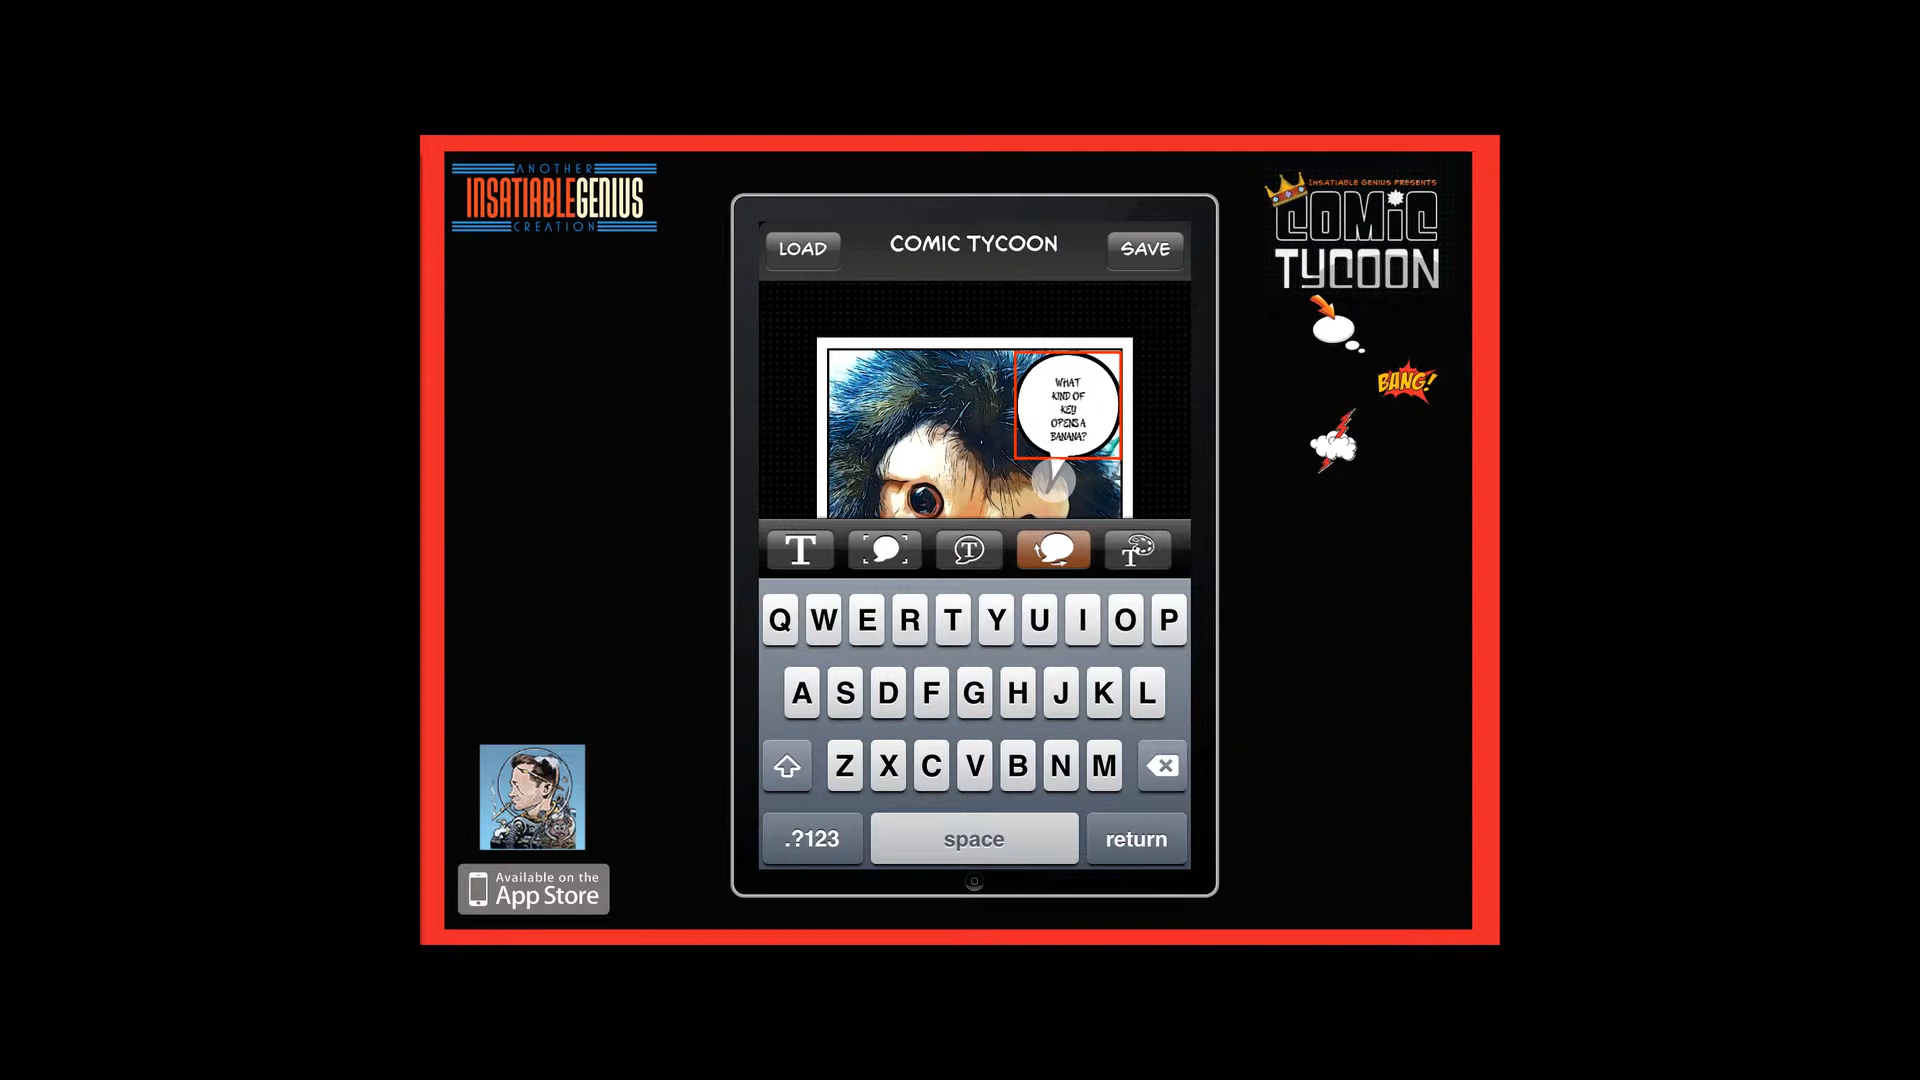 ANOTHER
INSATIABLEGENIUS
CREATION
INSATIABLE GENIUS PRESENTS
COMIC
TYCOON
LOAD
COMIC TYCOON
SAVE
WHAT
KIND OF
KEY
OPENS A
BANANA?
BANG!
T
T
T
Q W E R T Y U I O P
A S D F G H J K L
Z X C V B N M
.?123 space return
Available on the
App Store